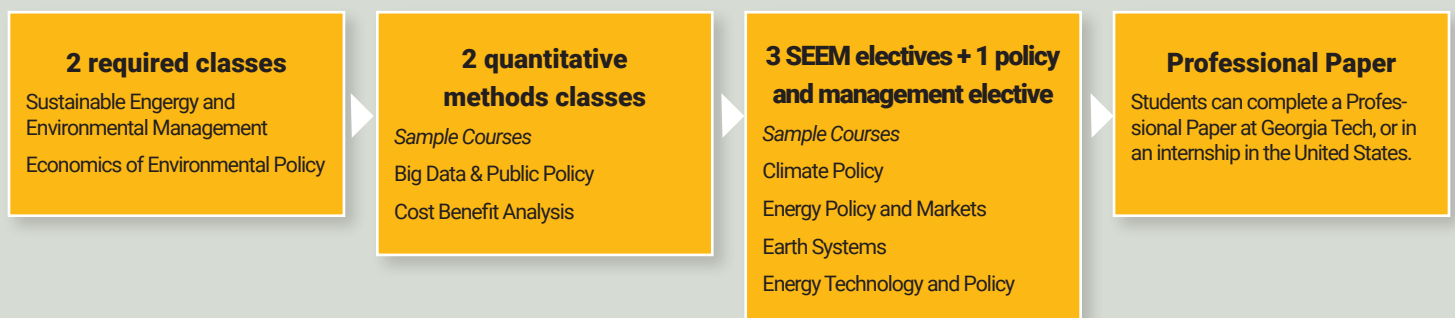 2 required classes
Sustainable Engergy and
Environmental Management
Economics of Environmental Policy
2 quantitative
methods classes
Sample Courses
Big Data & Public Policy
Cost Benefit Analysis
3 SEEM electives + 1 policy
and management elective
Sample Courses
Climate Policy
Energy Policy and Markets
Earth Systems
Energy Technology and Policy
Professional Paper
Students can complete a Profes-
sional Paper at Georgia Tech, or in
an internship in the United States.